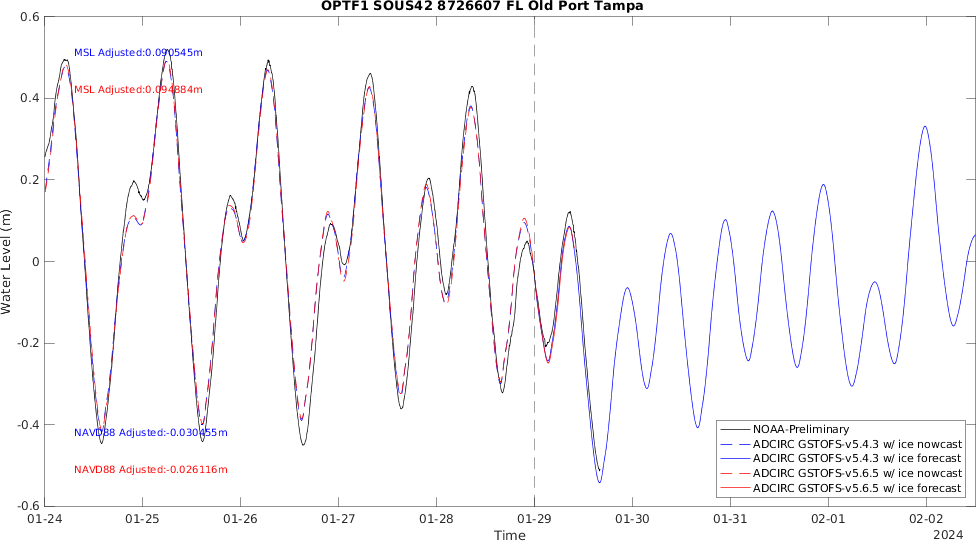 OPTF1 SOUS42 8726607 FL Old Port Tampa
0.6
MSL Adjusted:0.090545m
MSL Adjusted:0.094884m
0.4
0.2
0
-0.2
-0.4
-0.6
Water Level (m)
NAVD88 Adjusted:-0.030455m
NAVD88 Adjusted:-0.026116m
NOAA-Preliminary
ADCIRC GSTOFS-v5.4.3 w/ ice nowcast
ADCIRC GSTOFS-v5.4.3 w/ ice forecast
ADCIRC GSTOFS-v5.6.5 w/ ice nowcast
ADCIRC GSTOFS-v5.6.5 w/ ice forecast
01-24 01-25 01-26 01-27 01-28 01-29 01-30 01-31 02-01 02-02
Time
2024